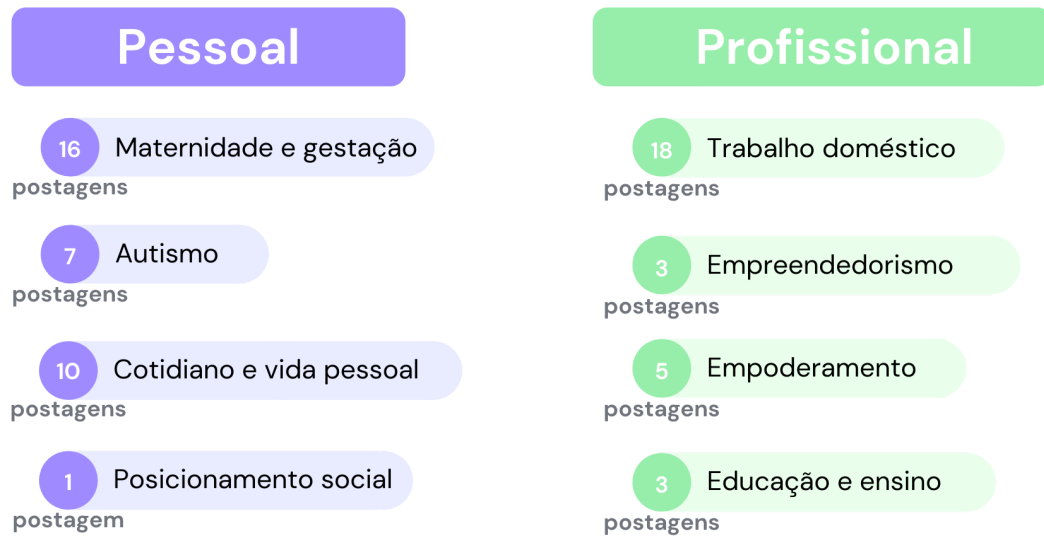 Pessoal
16 Maternidade e gestação
postagens
7 Autismo
postagens
10 Cotidiano e vida pessoal
postagens
1 Posicionamento social
postagem
Profissional
18 Trabalho doméstico
postagens
3 Empreendedorismo
postagens
5 Empoderamento
postagens
3 Educação e ensino
postagens